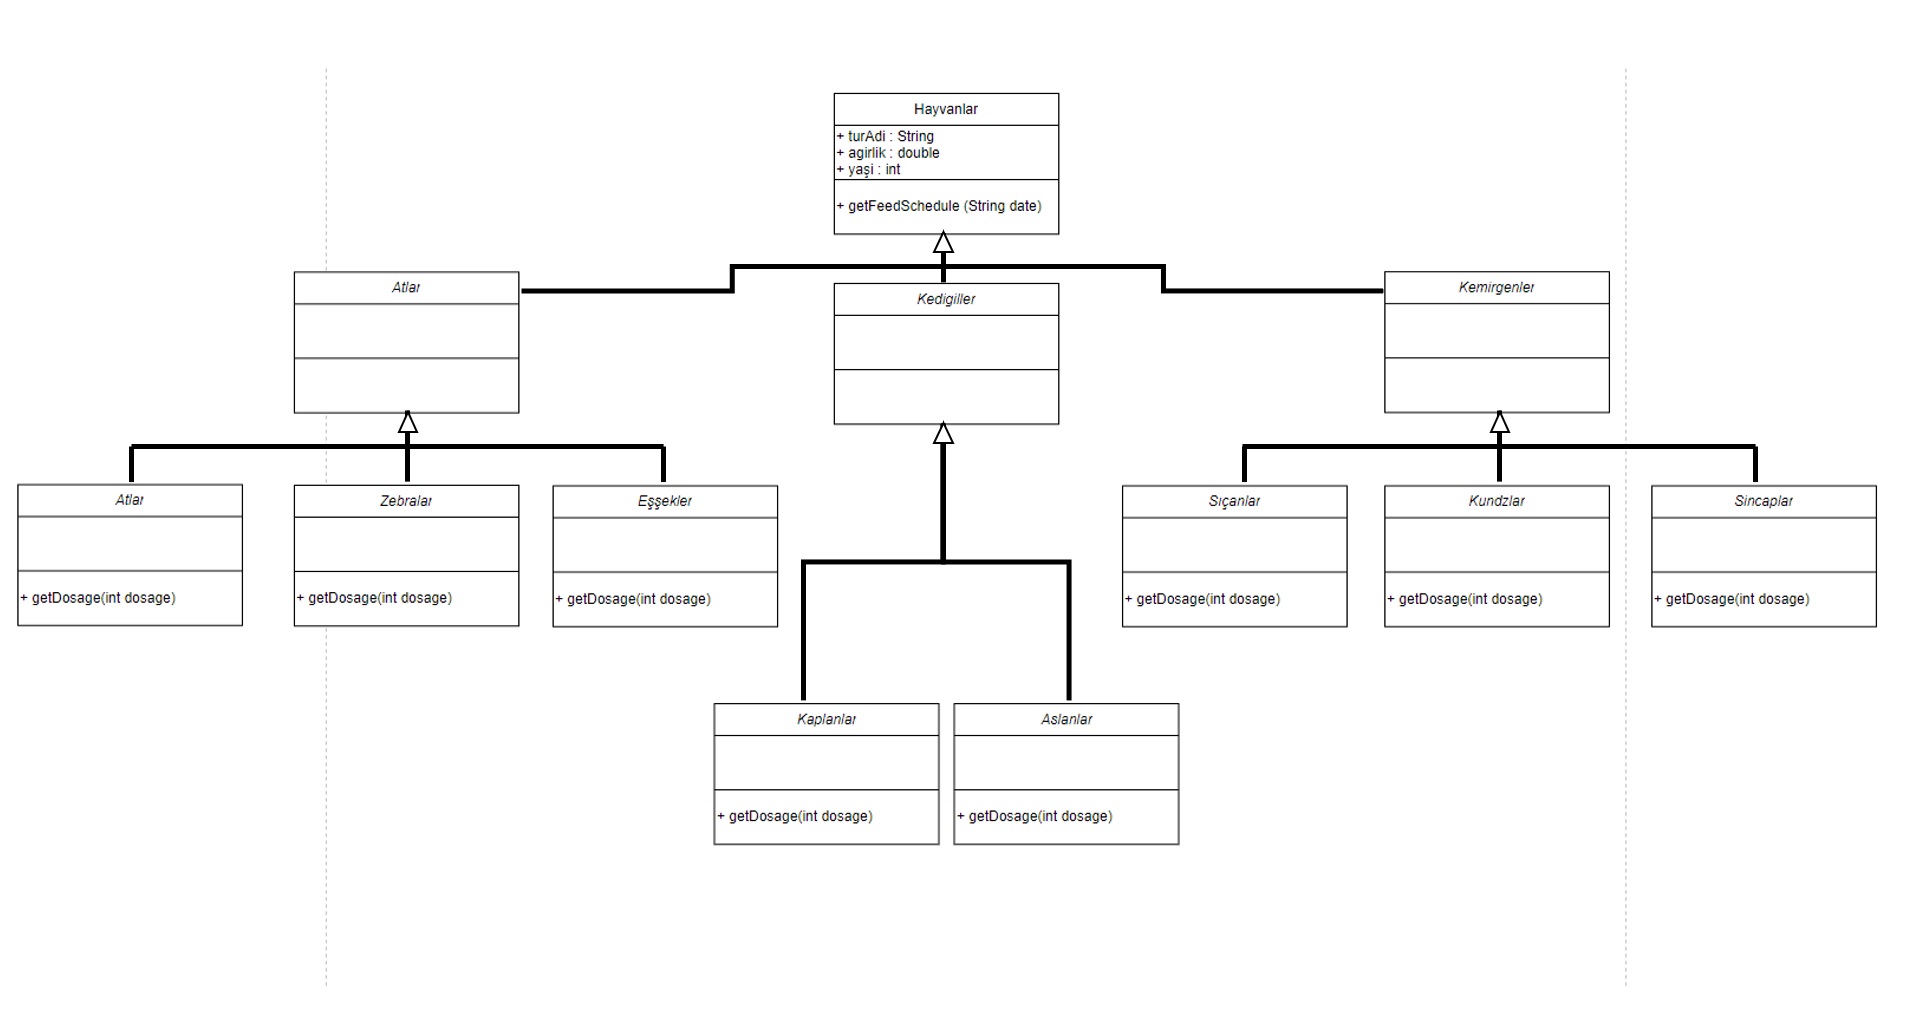 Hayvanlar
+ turAdi : String
+ agirlik : double
+ yaşi : int
+ getFeedSchedule (String date)
Atlar
Kedigiller
Kemirgenler
Atlar
+ getDosage(int dosage)
Zebralar
+ getDosage(int dosage)
Eşşekler
+ getDosage(int dosage)
Sıçanlar
+ getDosage(int dosage)
Kundzlar
+ getDosage(int dosage)
Sincaplar
+ getDosage(int dosage)
Kaplanlar
+ getDosage(int dosage)
Aslanlar
+ getDosage(int dosage)